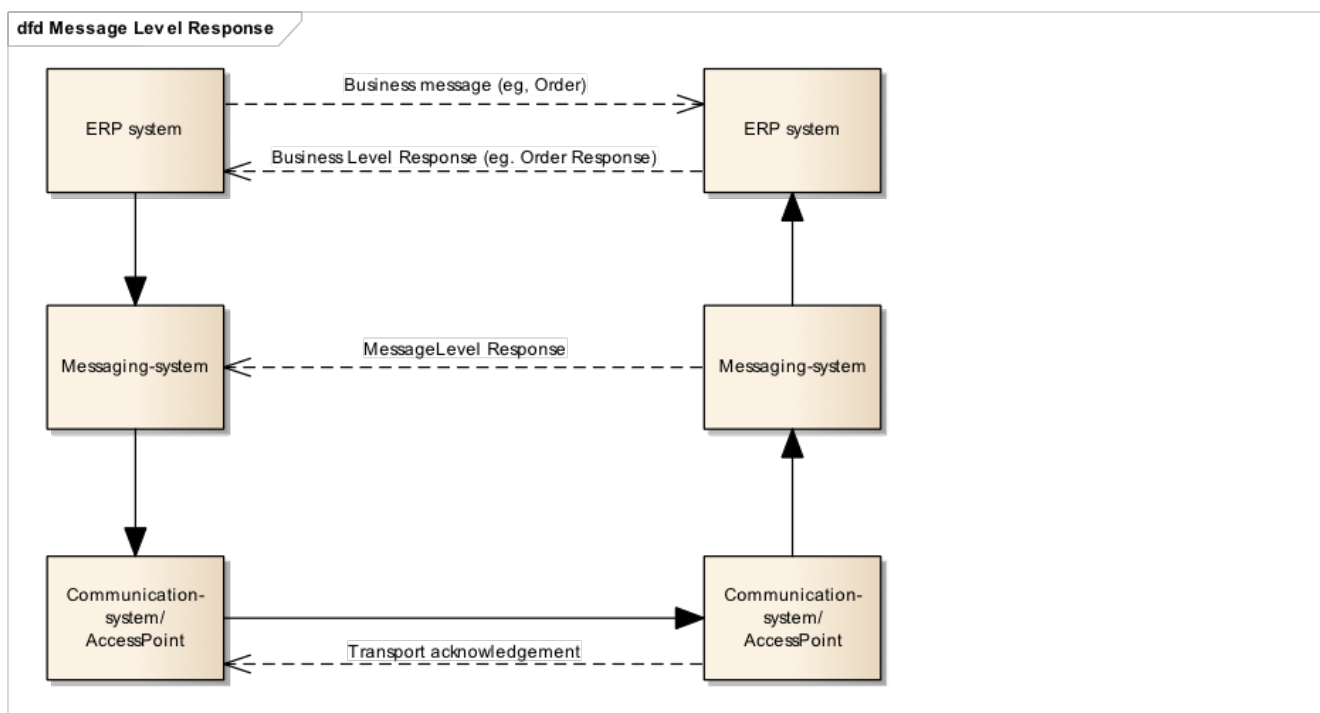 dfd Message Level Response
Business message (eg, Order)
ERP system
ERP system
Business Level Response (eg. Order Response)
MessageLevel Response
Messaging-system
Messaging-system
Communication-
system/
AccessPoint
Communication-
system/
AccessPoint
Transport acknowledgement